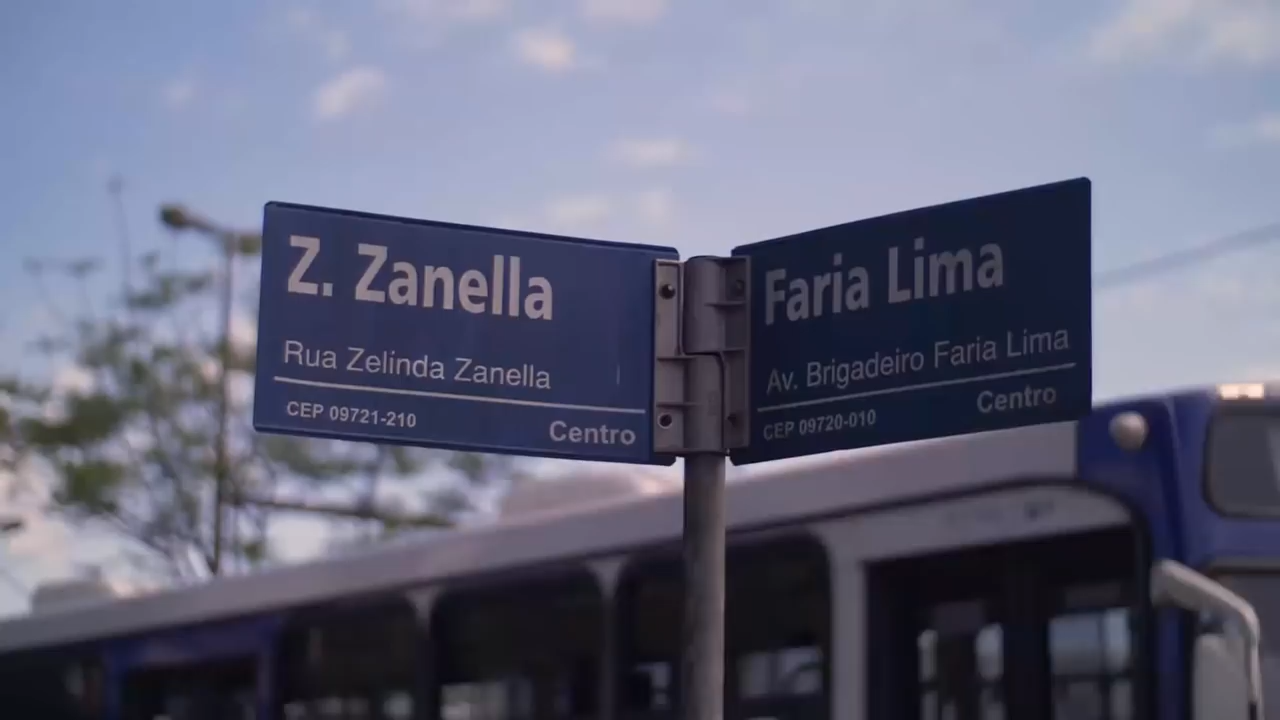 Z. Zanella
Rua Zelinda Zanella
CEP 09721-210
Centro
Faria Lima
Av. Brigadeiro Faria Lima
CEP 09720-010
Centro